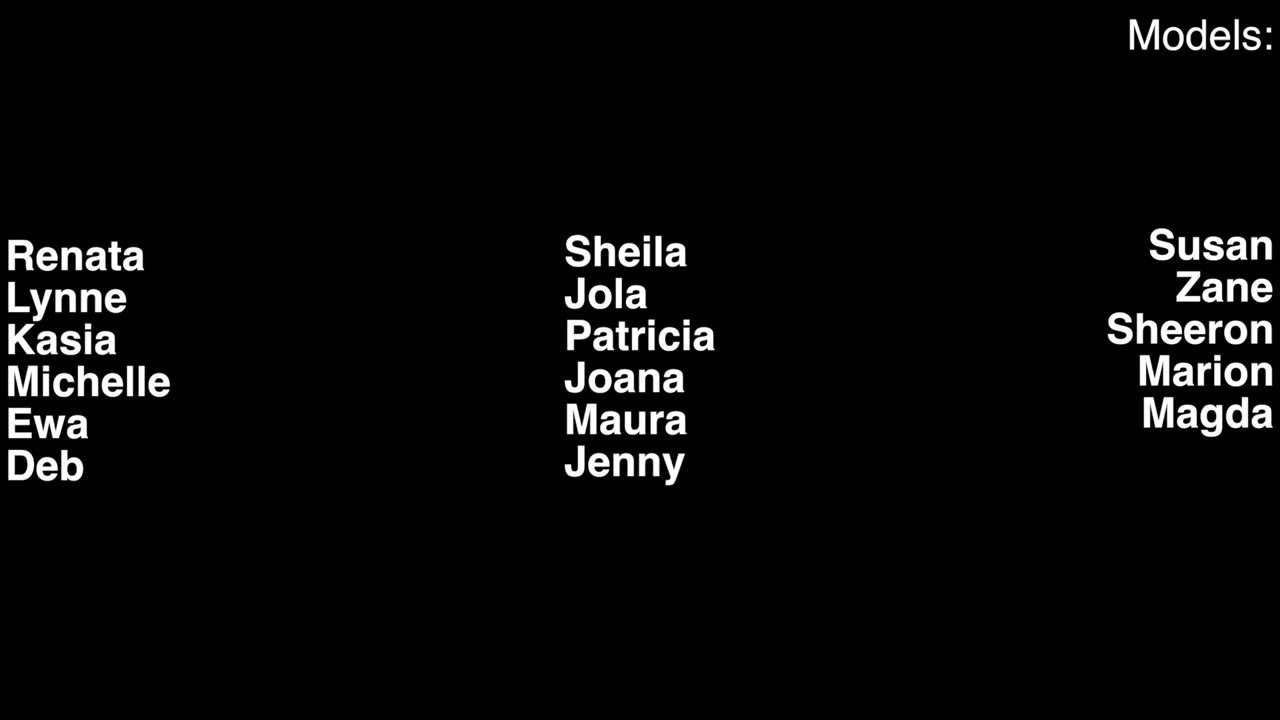 Models:
Renata
Lynne
Kasia
Michelle
Ewa
Deb
Sheila
Jola
Patricia
Joana
Maura
Jenny
Susan
Zane
Sheeron
Marion
Magda